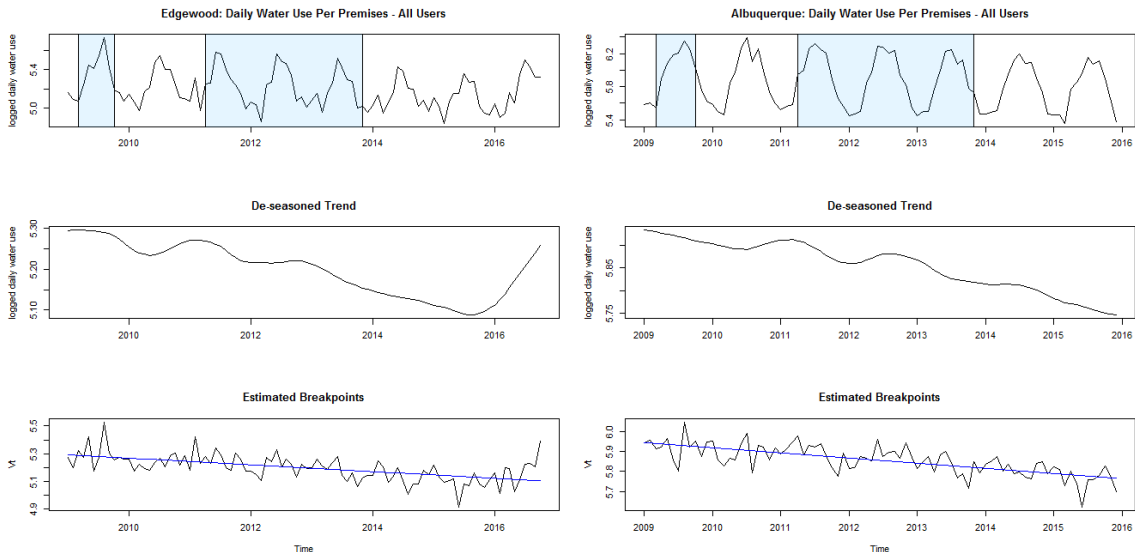 Edgewood: Daily Water Use Per Premises - All Users
logged daily water use
5.4
5.0
2010 2012 2014 2016
De-seasoned Trend
logged daily water use
5.30
5.20
5.10
2010 2012 2014 2016
Estimated Breakpoints
Vt
5.5
5.3
5.1
4.9
2010 2012 2014 2016
Time
Albuquerque: Daily Water Use Per Premises - All Users
logged daily water use
6.2
5.8
5.4
2009 2010 2011 2012 2013 2014 2015 2016
De-seasoned Trend
logged daily water use
5.85
5.75
2009 2010 2011 2012 2013 2014 2015 2016
Estimated Breakpoints
Vt
6.0
5.9
5.8
5.7
2009 2010 2011 2012 2013 2014 2015 2016
Time